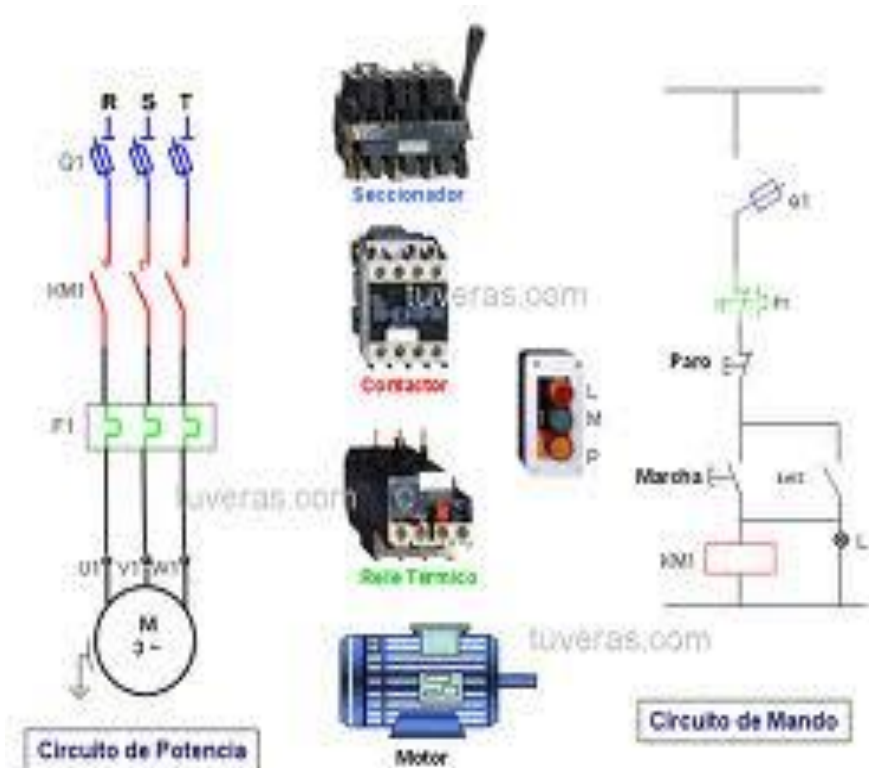 R S T
Q1
KM1
F1
U1 V1 W1
M
3 ~
Circuito de Potencia
Seccionador
tuveras.com
Contactor
tuveras.com
Rele Termico
Motor
L
M
P
tuveras.com
Paro
Marcha
KM1
L
Circuito de Mando